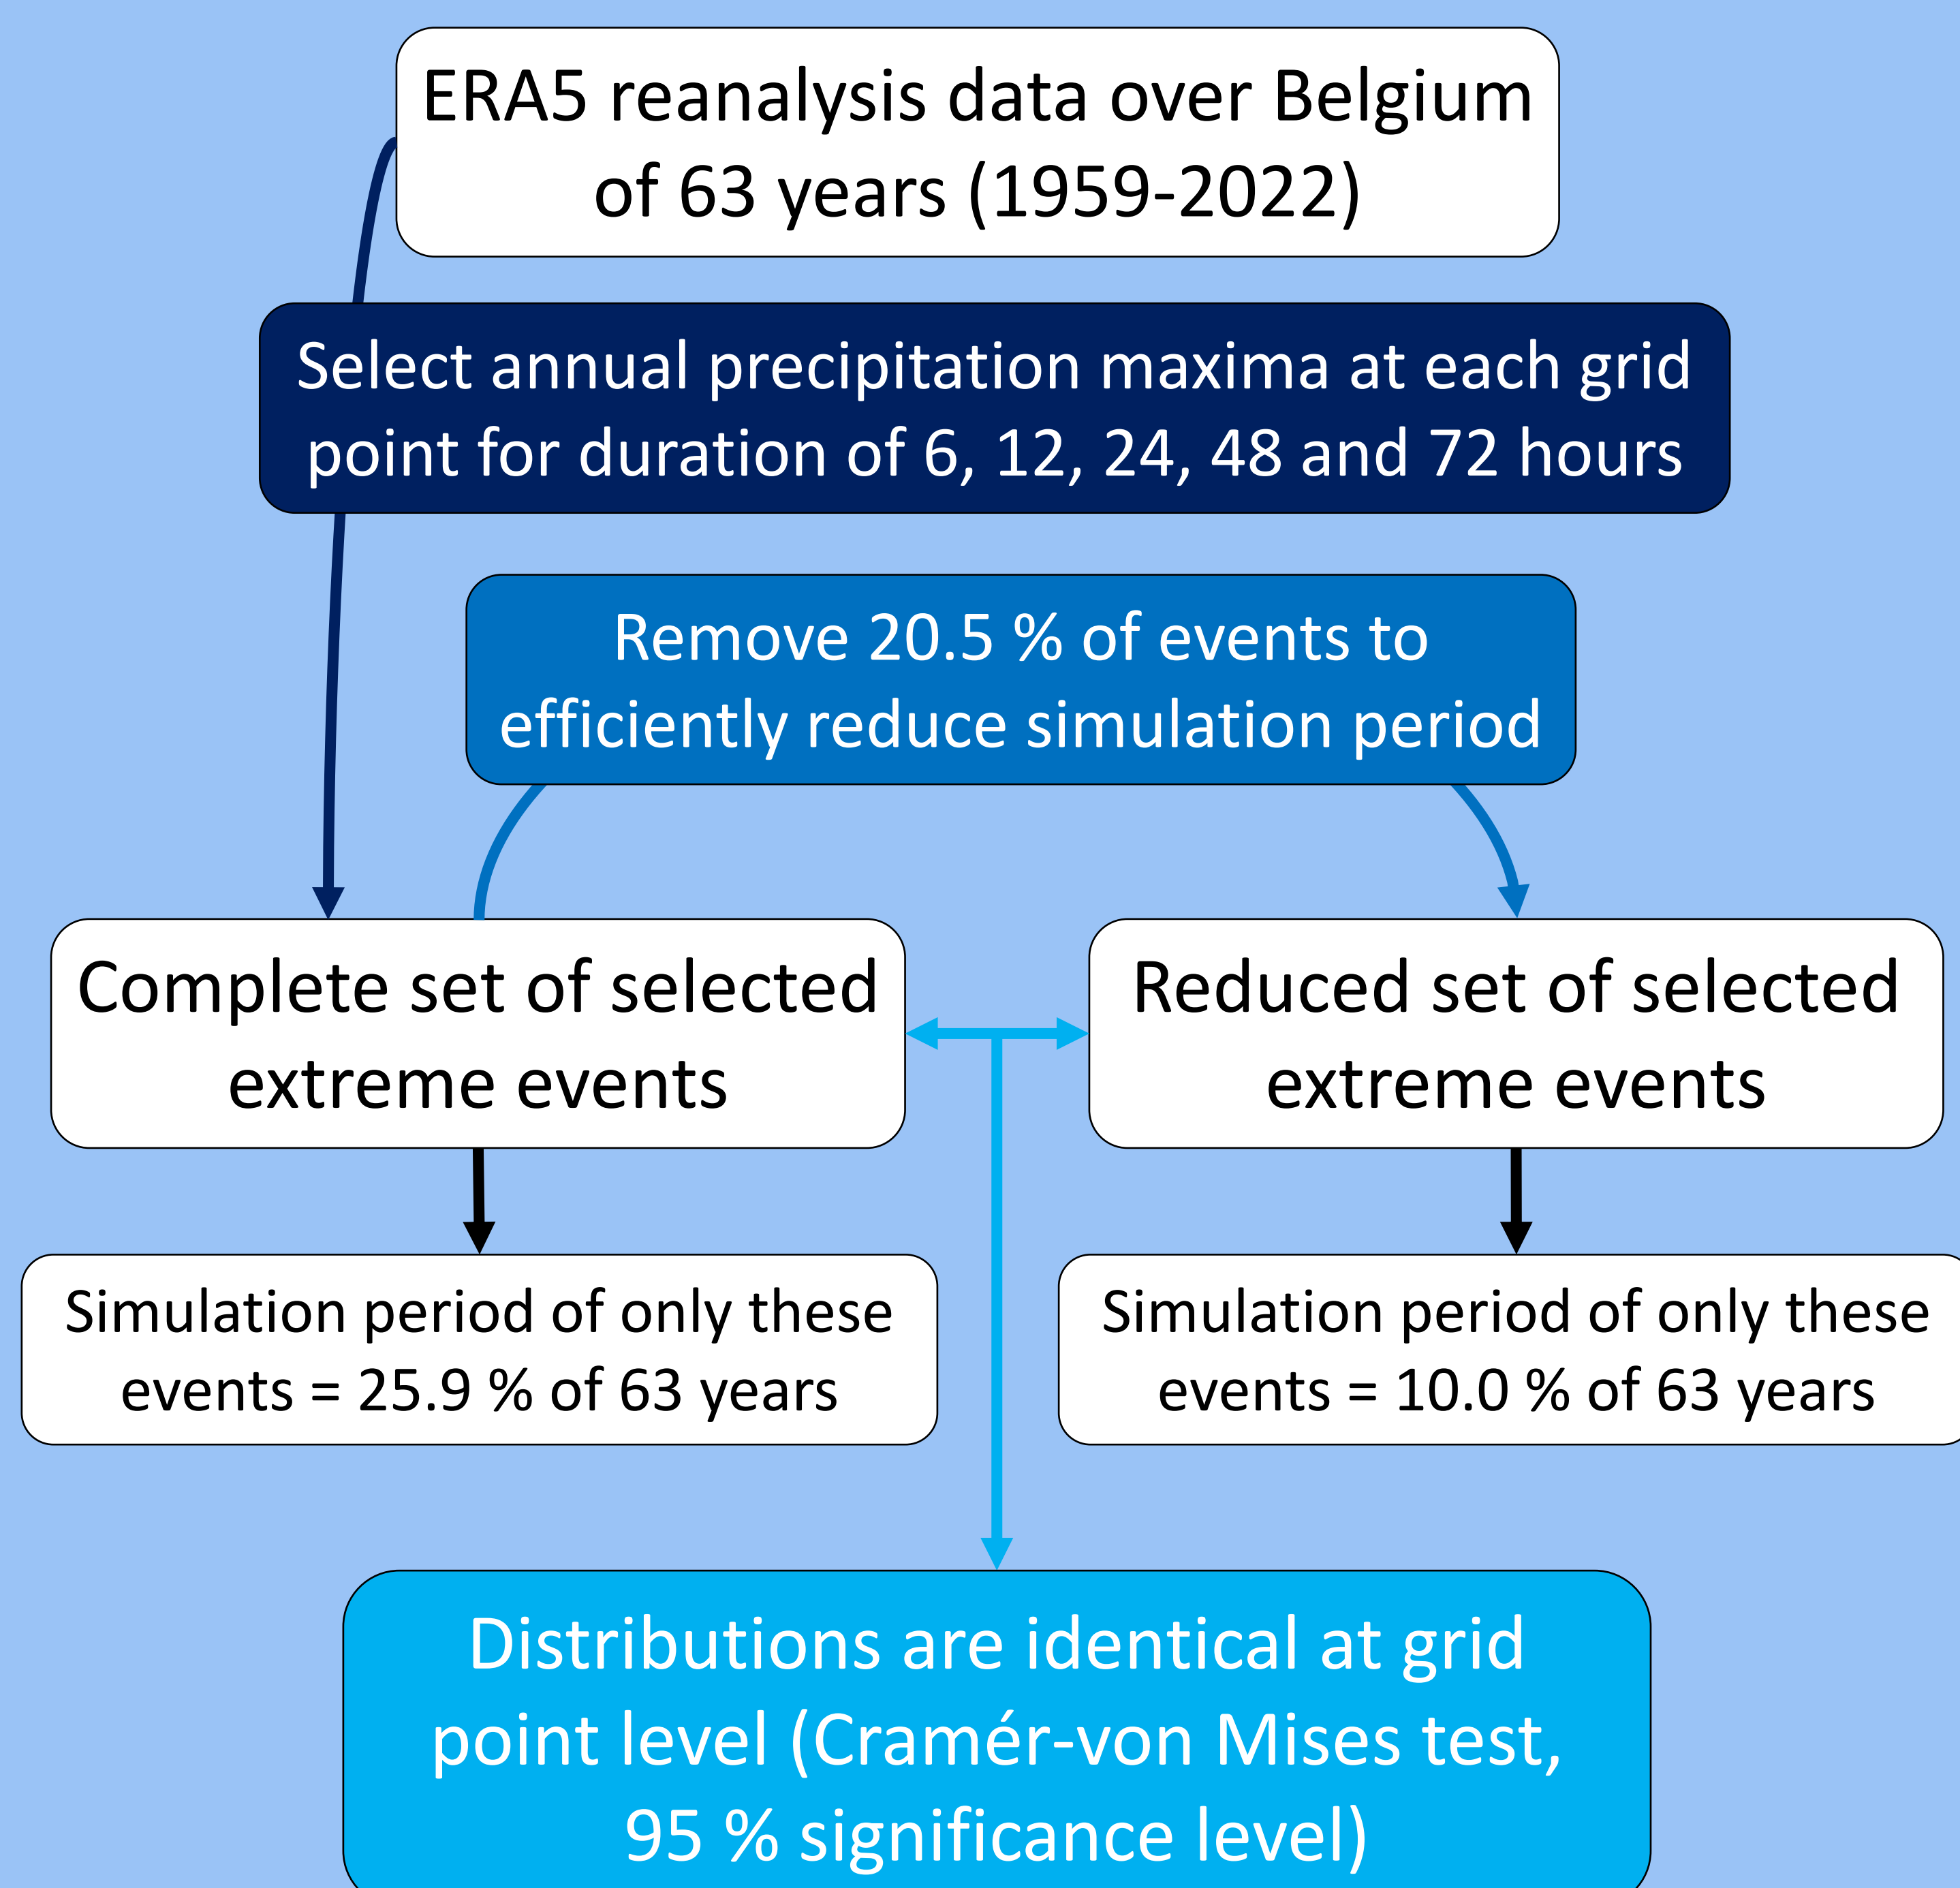 ERA5 reanalysis data over Belgium
of 63 years (1959-2022)
Select annual precipitation maxima at each grid
point for duration of 6, 12, 24, 48 and 72 hours
Remove 20.5 % of events to
efficiently reduce simulation period
Complete set of selected
extreme events
Reduced set of selected
extreme events
Simulation period of only these
events = 25.9 % of 63 years
Simulation period of only these
events = 10.0 % of 63 years
Distributions are identical at grid
point level (Cramér-von Mises test,
95 % significance level)